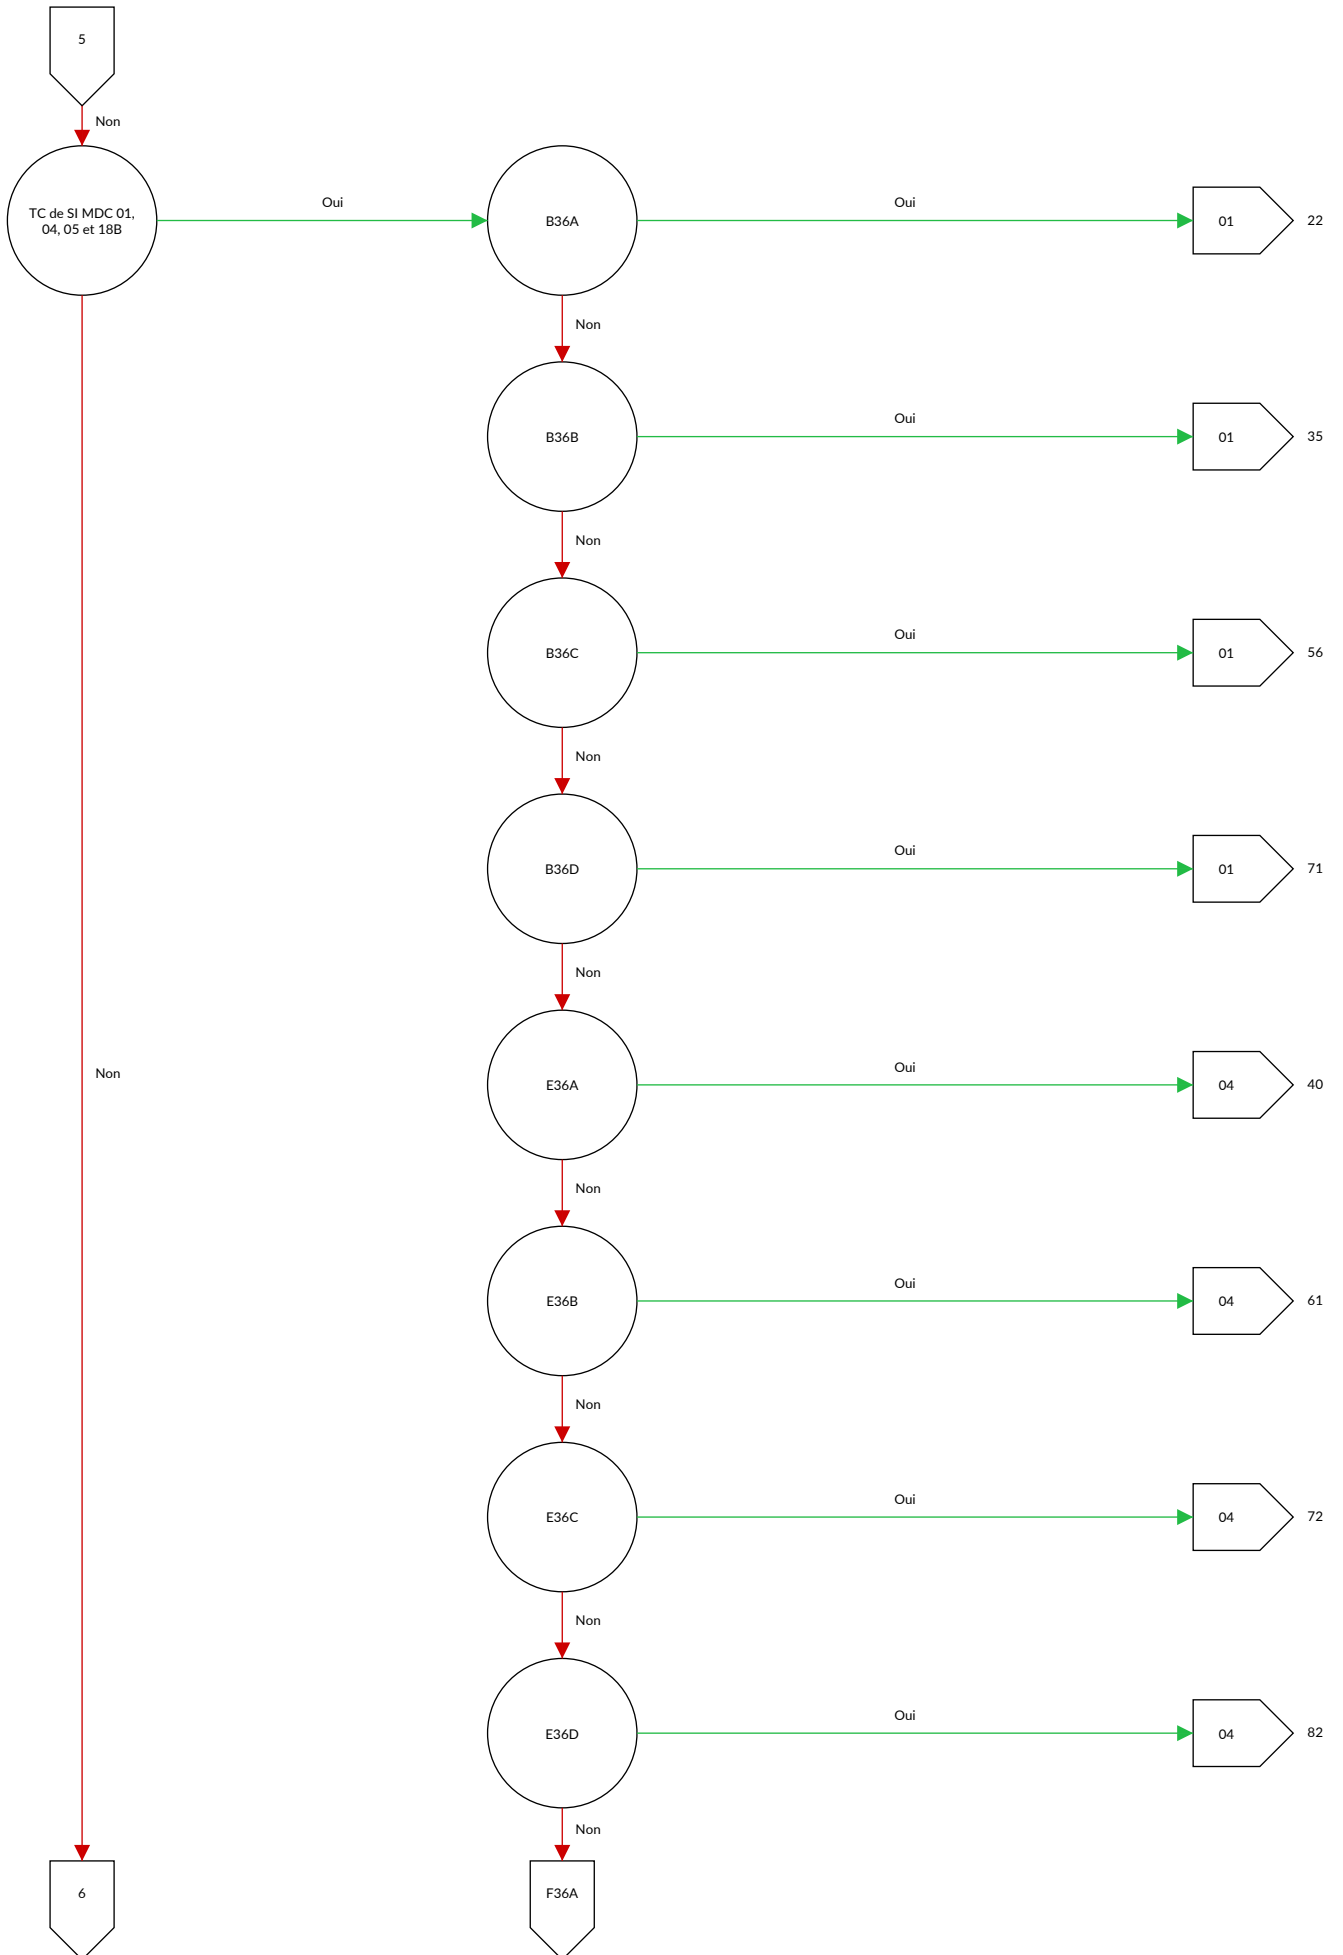 5
Non
TC de SI MDC 01,
04, 05 et 18B
Oui
B36A
Oui
01
22
Non
B36B
Oui
01
35
Non
B36C
Oui
01
56
Non
B36D
Oui
01
71
Non
Non
E36A
Oui
04
40
Non
E36B
Oui
04
61
Non
E36C
Oui
04
72
Non
E36D
Oui
04
82
Non
6
F36A